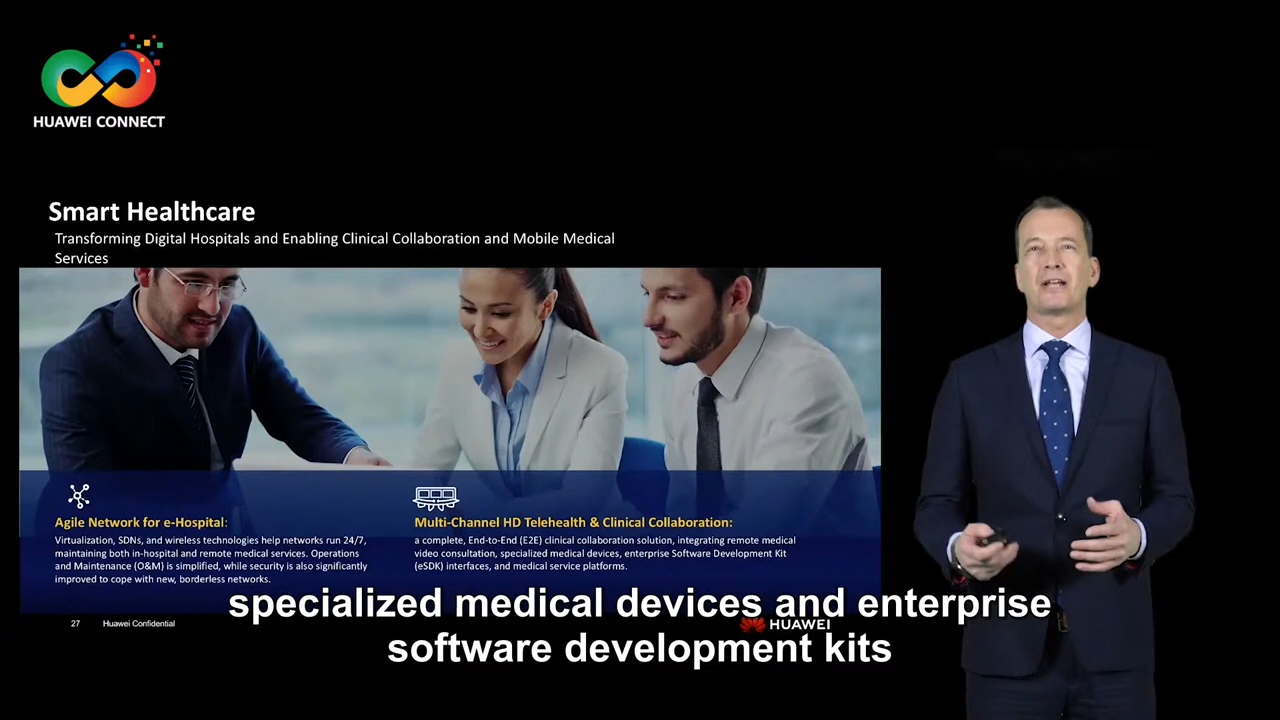 HUAWEI CONNECT
Smart Healthcare
Transforming Digital Hospitals and Enabling Clinical Collaboration and Mobile Medical
Services
Agile Network for e-Hospital:
Virtualization, SDNs, and wireless technologies help networks run 24/7,
maintaining both in-hospital and remote medical services. Operations
and Maintenance (O&M) is simplified, while security is also significantly
improved to cope with new, borderless networks.
Multi-Channel HD Telehealth & Clinical Collaboration:
a complete, End-to-End (E2E) clinical collaboration solution, integrating remote medical
video consultation, specialized medical devices, enterprise Software Development Kit
(eSDK) interfaces, and medical service platforms.
specialized medical devices and enterprise
software development kits
27 Huawei Confidential
HUAWEI